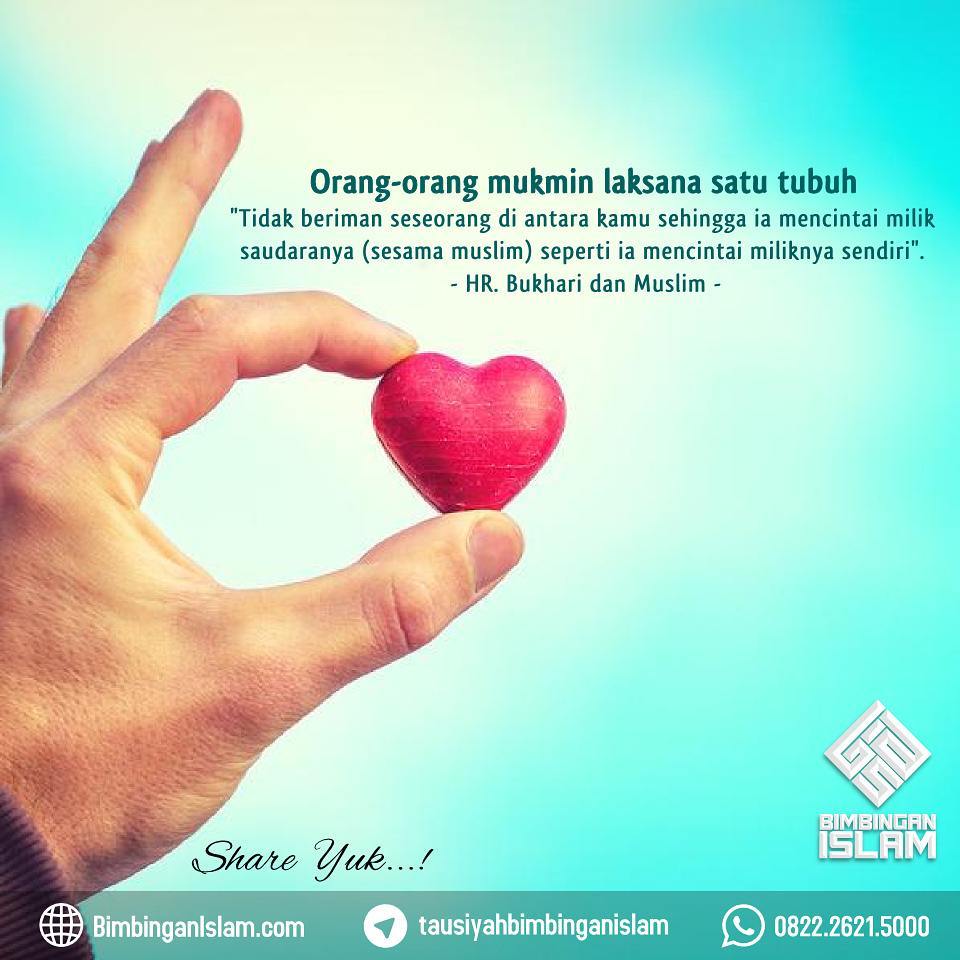 Orang-orang mukmin laksana satu tubuh
"Tidak beriman seseorang di antara kamu sehingga ia mencintai milik
saudaranya (sesama muslim) seperti ia mencintai miliknya sendiri".
- HR. Bukhari dan Muslim -
BIMBINGAN
ISLAM
Share Yuk...!
BimbinganIslam.com
tausiyahbimbinganislam
0822.2621.5000